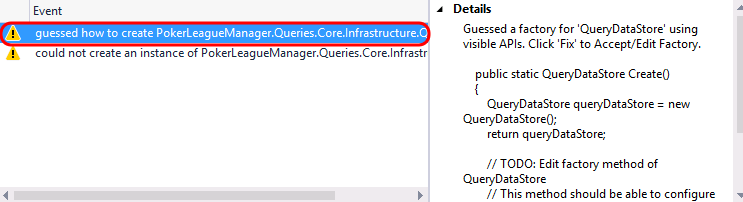 Event
guessed how to create PokerLeagueManager.Queries.Core.Infrastructure.Q
could not create an instance of PokerLeagueManager.Queries.Core.Infrastr
Details
Guessed a factory for 'QueryDataStore' using
visible APIs. Click 'Fix' to Accept/Edit Factory.
public static QueryDataStore Create()
{
QueryDataStore queryDataStore = new
QueryDataStore();
return queryDataStore;
// TODO: Edit factory method of
QueryDataStore
// This method should be able to configure